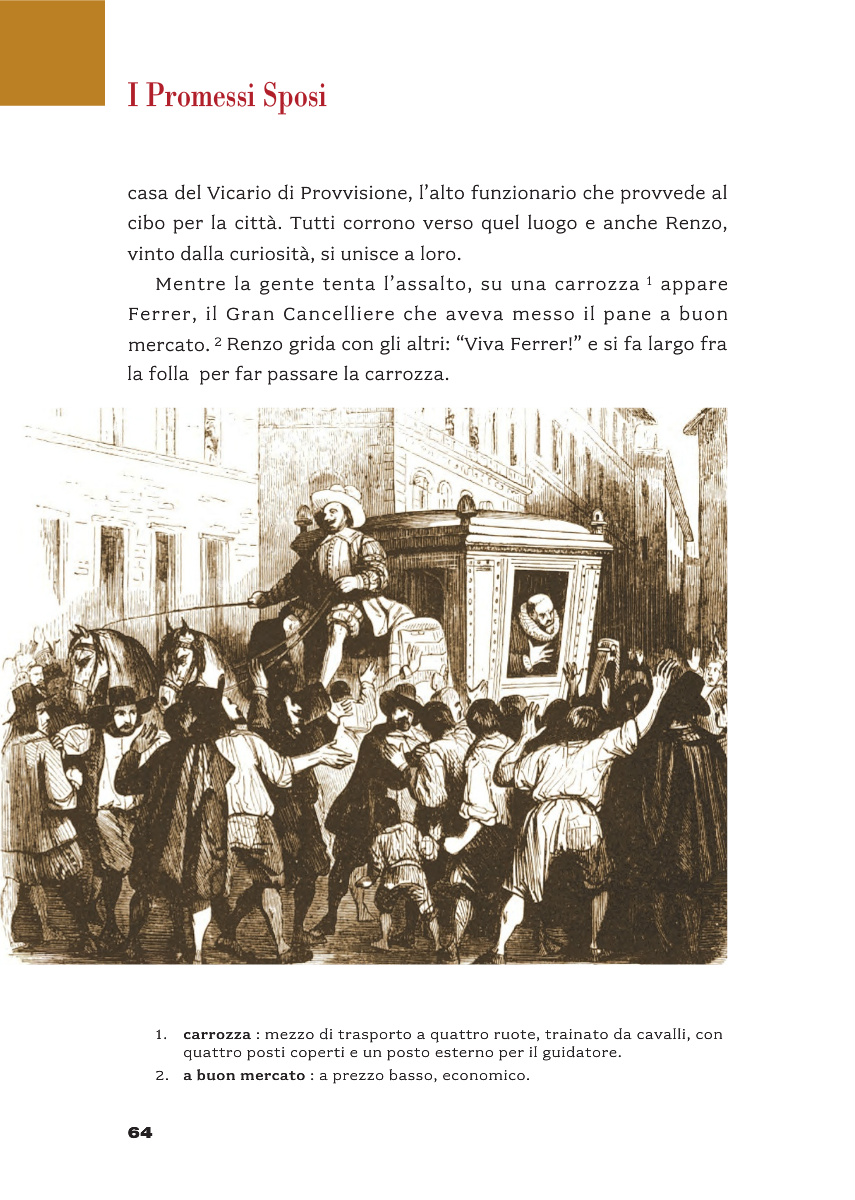 I Promessi Sposi
casa del Vicario di Provvisione, l’alto funzionario che provvede al
cibo per la città. Tutti corrono verso quel luogo e anche Renzo,
vinto dalla curiosità, si unisce a loro.
Mentre la gente tenta l’assalto, su una carrozza 1 appare
Ferrer, il Gran Cancelliere che aveva messo il pane a buon
mercato. 2 Renzo grida con gli altri: “Viva Ferrer!” e si fa largo fra
la folla per far passare la carrozza.
1. carrozza : mezzo di trasporto a quattro ruote, trainato da cavalli, con
quattro posti coperti e un posto esterno per il guidatore.
2. a buon mercato : a prezzo basso, economico.
64